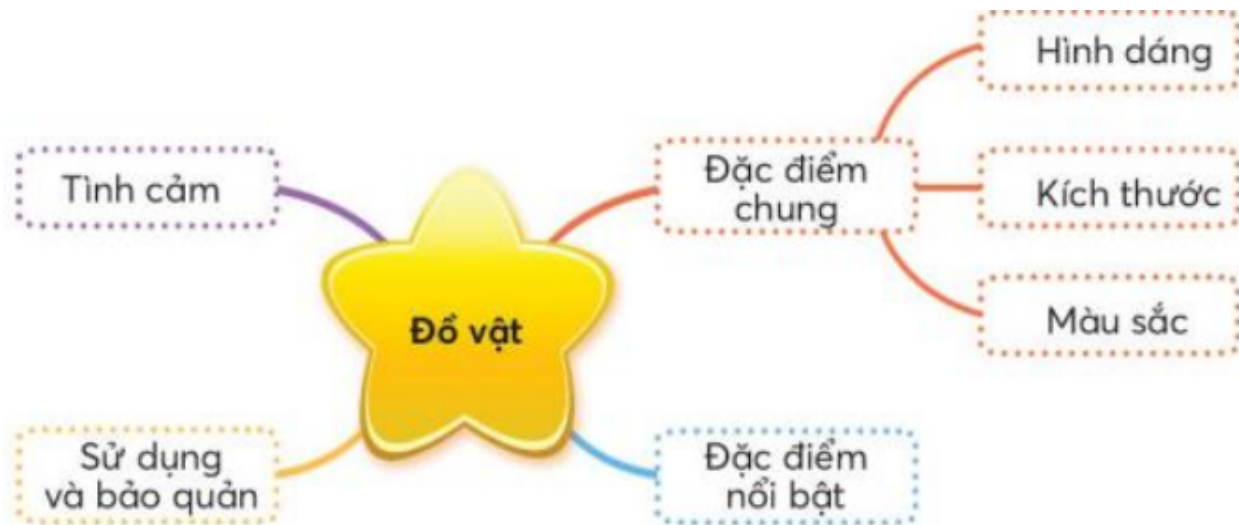 Hình dáng
Tình cảm
Đặc điểm
chung
Kích thước
Màu sắc
Đồ vật
Sử dụng
và bảo quản
Đặc điểm
nổi bật